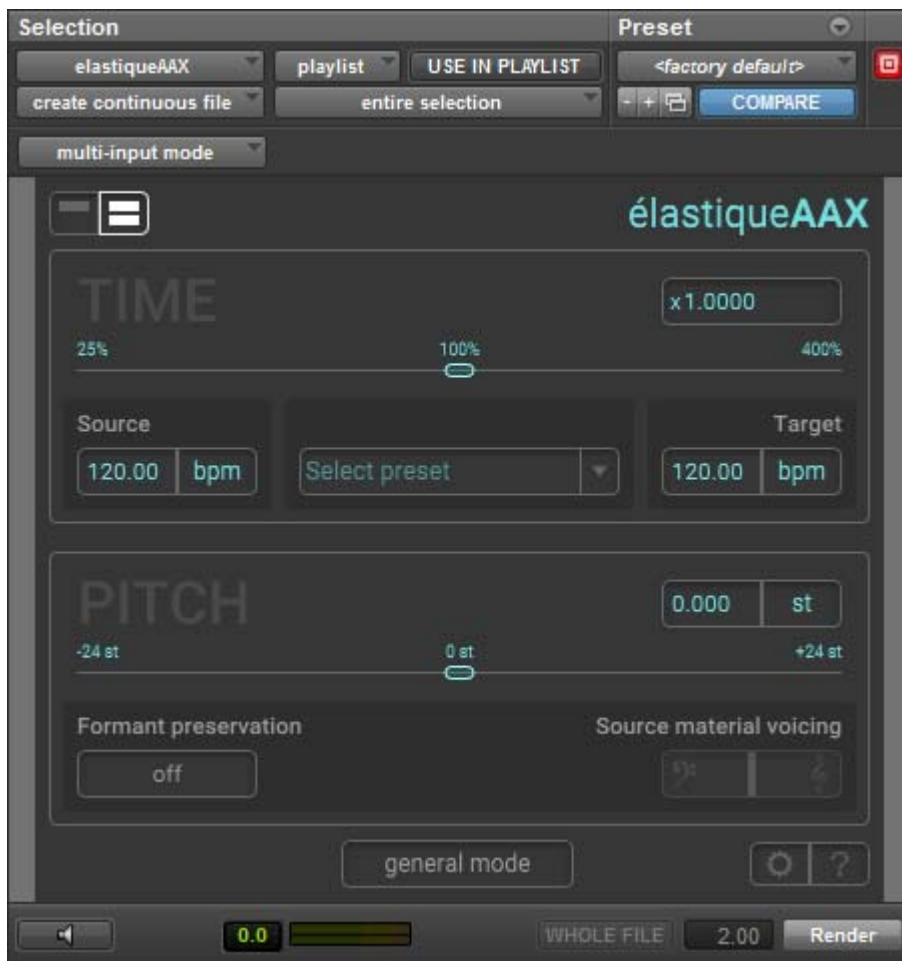 Selection Preset
elastiqueAAX playlist USE IN PLAYLIST <factory default>
create continuous file entire selection - + COMPARE
multi-input mode
élastiqueAAX
TIME x1.0000
25% 100% 400%
Source Target
120.00 bpm Select preset 120.00 bpm
PITCH 0.000 st
-24 st 0 st +24 st
Formant preservation Source material voicing
off
general mode ?
0.0 WHOLE FILE 2.00 Render